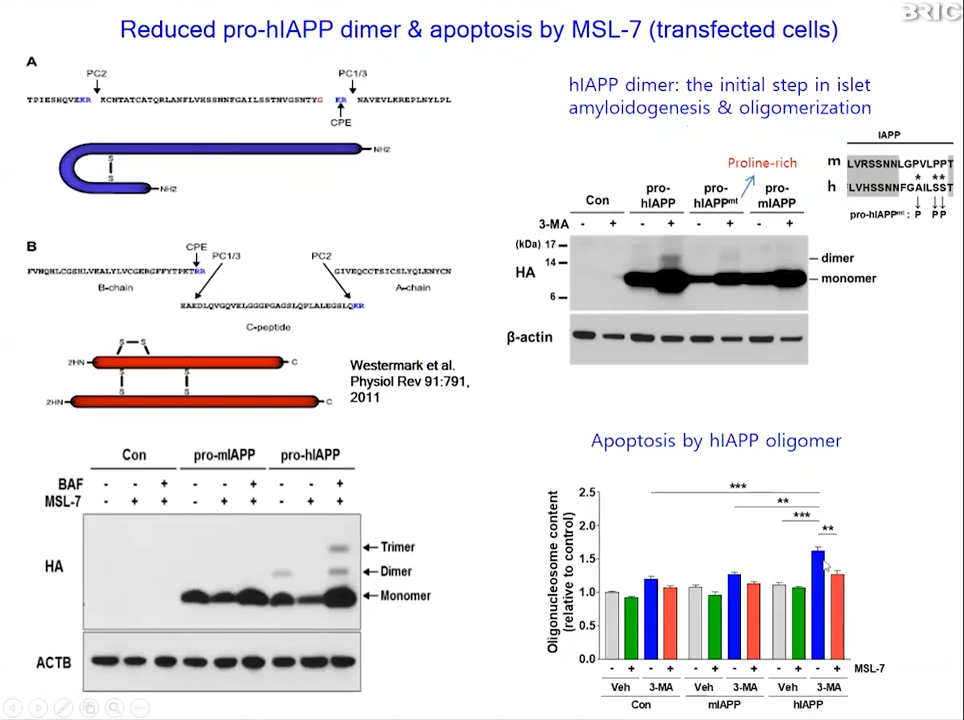 BRIC
Reduced pro-hIAPP dimer & apoptosis by MSL-7 (transfected cells)
A
PC2
PC1/3
TPIESHQVEKR KCNTATCATQRLANFLVHSSNNFGAILSSTNVGSNTYG KR NAVEVLKREPLNYLPL
CPE
NH2
S
S
NH2
B
CPE
PC1/3
PC2
FVNQHLCGSHLVEALYLVCGERGFFYTPKTRR
GIVEQCCTSICSLYQLENYCN
B-chain
A-chain
EAEDLQVGQVELGGGPGAGSLQPLALEGSLQKR
C-peptide
S S
2HN
C
S S
S S
2HN
C
Westermark et al.
Physiol Rev 91:791,
2011
hIAPP dimer: the initial step in islet
amyloidogenesis & oligomerization
IAPP
m LVRSSNNLGPVLPPT
* **
h FLVHSSNNFGAILSST
pro-hIAPPmt : P PP
Proline-rich
Con
pro-
hIAPP
pro-
hIAPPmt
pro-
mIAPP
3-MA - + - + - + - +
(kDa) 17
14
HA
6
dimer
monomer
β-actin
Con pro-mIAPP pro-hIAPP
BAF - - + - - + - - +
MSL-7 - + + - + + - + +
HA
Trimer
Dimer
Monomer
ACTB
Apoptosis by hIAPP oligomer
Oligonucleosome content
(relative to control)
2.5
2.0
1.5
1.0
0.5
0.0
***
**
***
**
- + - + - + - + - + - + MSL-7
Veh 3-MA Veh 3-MA Veh 3-MA
Con mIAPP hIAPP